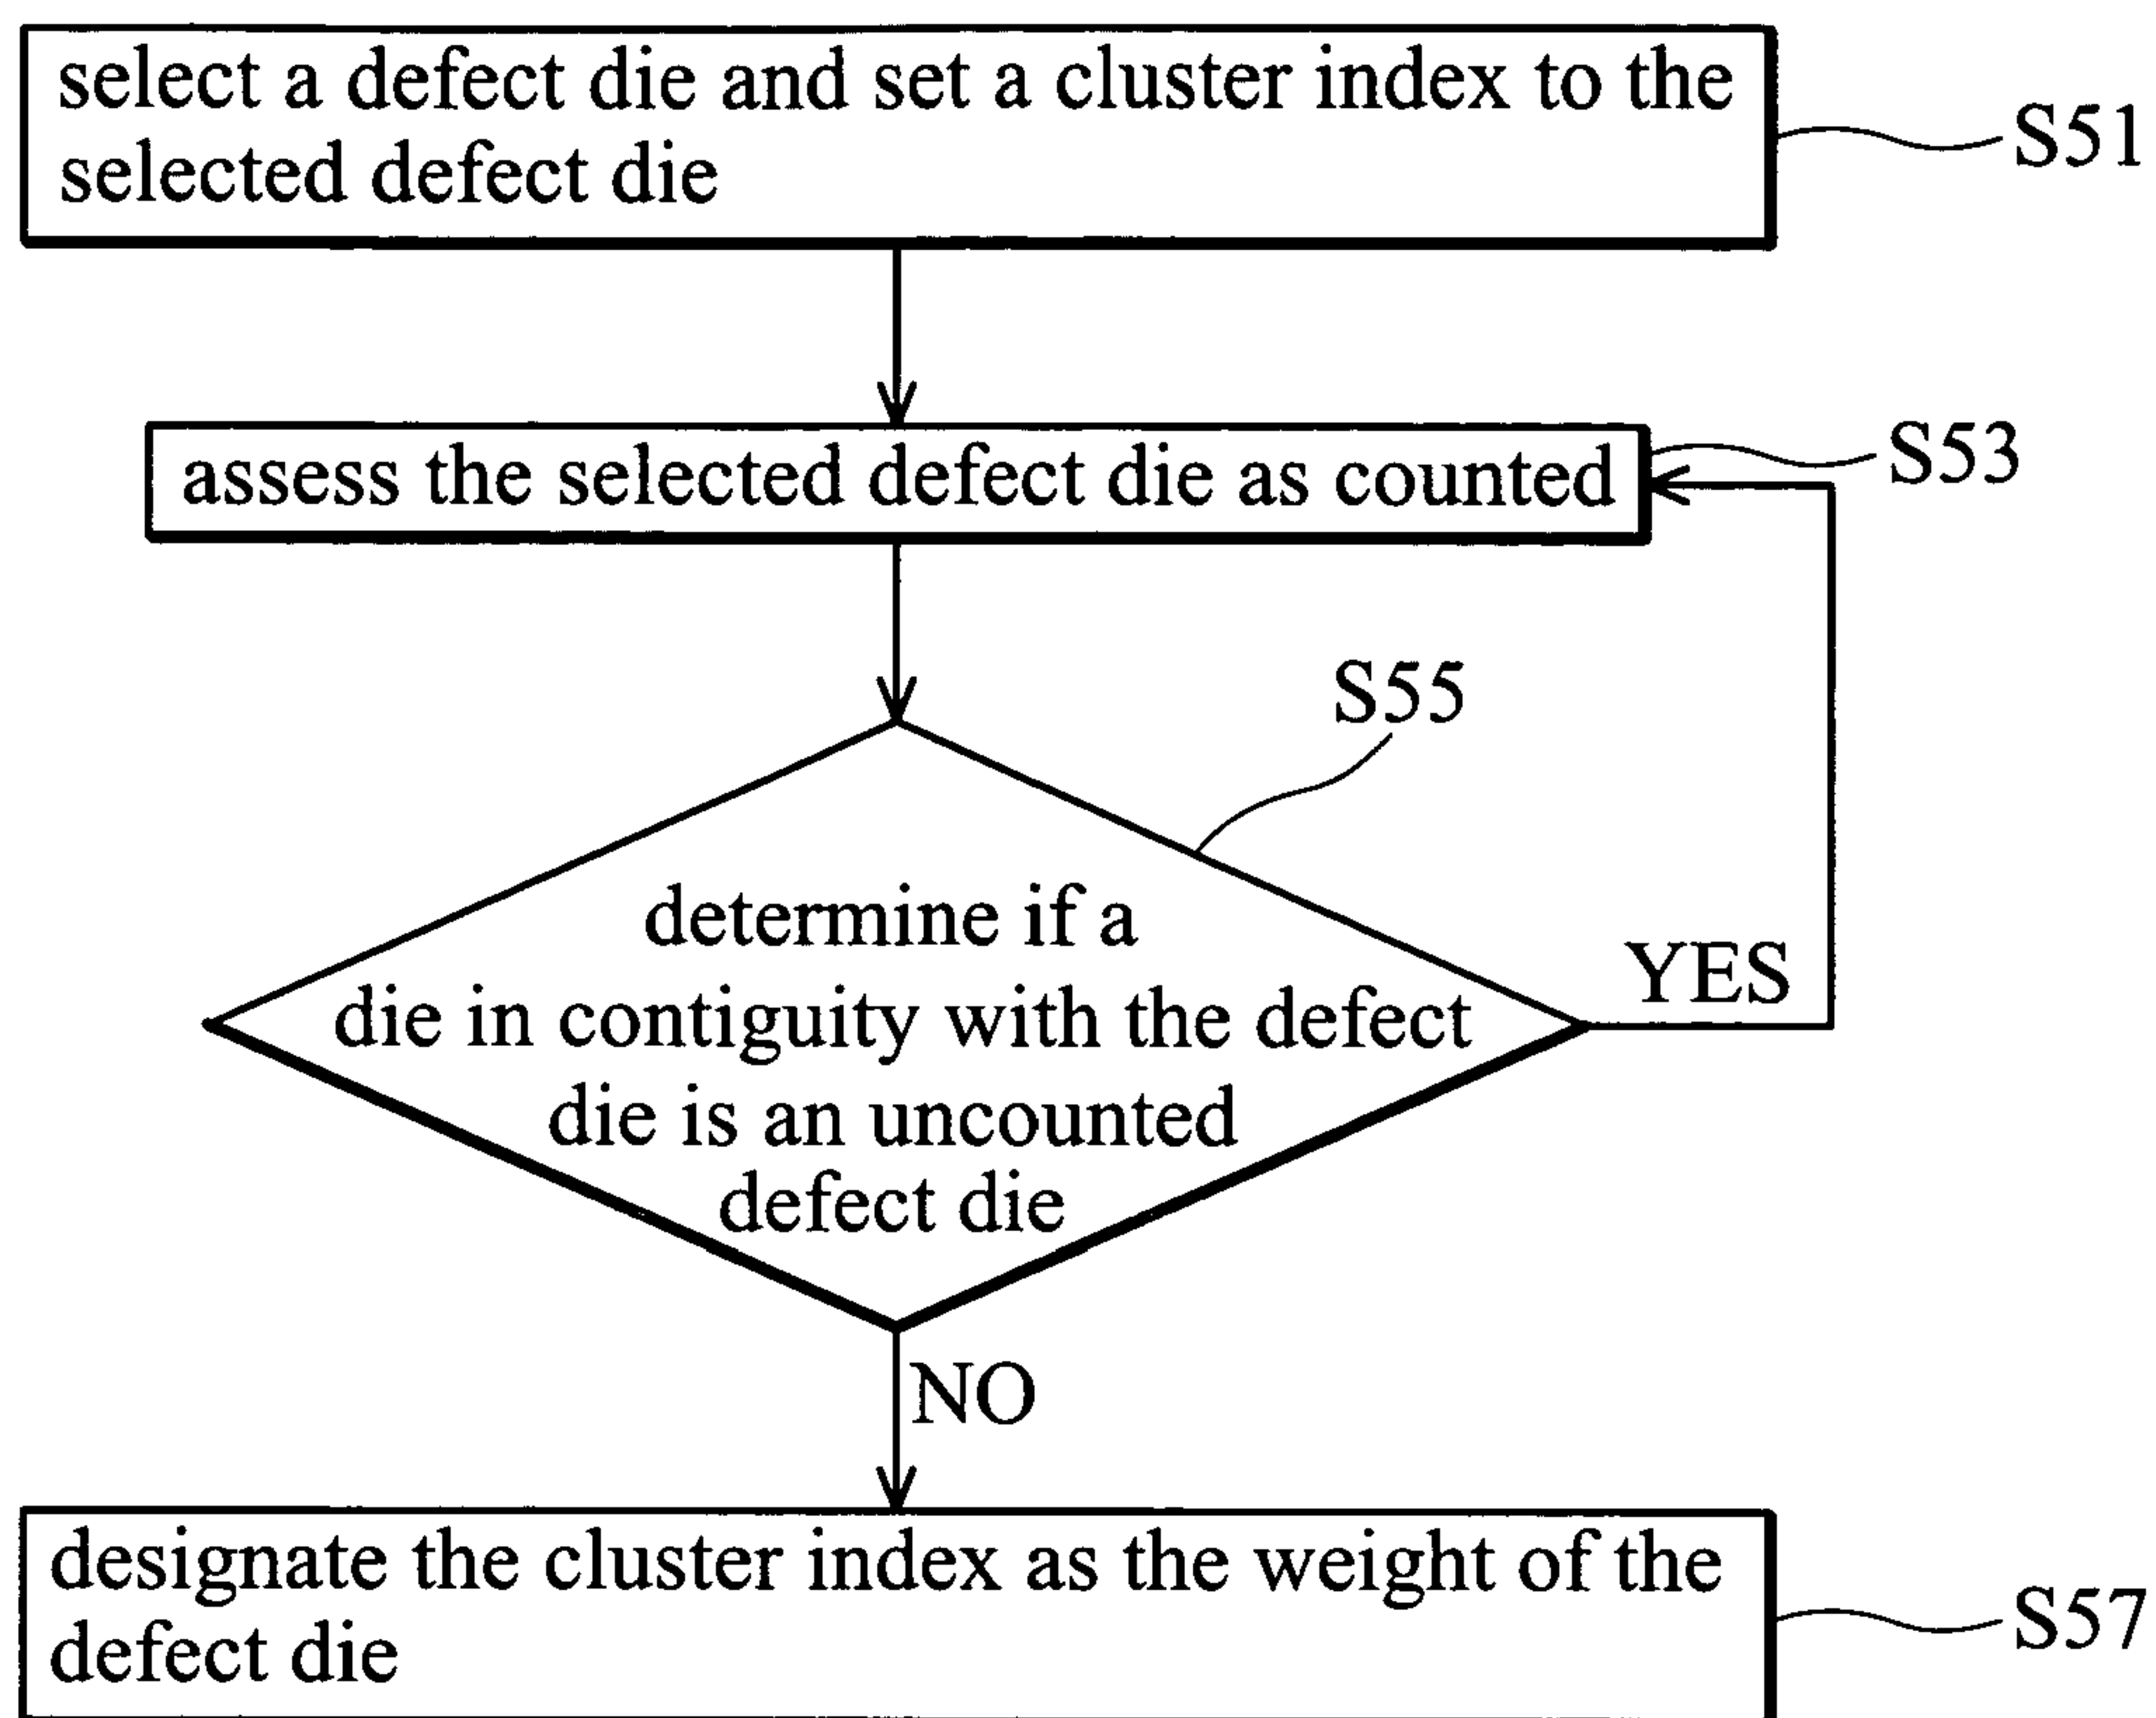 select a defect die and set a cluster index to the
selected defect die
S51
assess the selected defect die as counted
S53
S55
determine if a
die in contiguity with the defect
die is an uncounted
defect die
YES
NO
designate the cluster index as the weight of the
defect die
S57